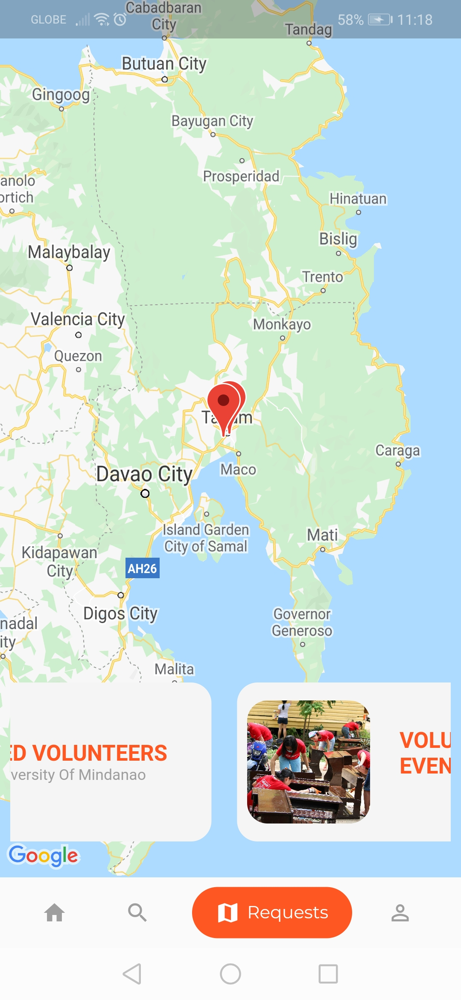 GLOBE
58%
11:18
Cabadbaran
City
Tandag
Butuan City
Gingoog
Bayugan City
Prosperidad
anolo
ortich
Hinatuan
Bislig
Malaybalay
Trento
Valencia City
Monkayo
Quezon
Caraga
Maco
Davao City
Island Garden
City of Samal
Mati
Kidapawan
City
AH26
Digos City
Governor
Generoso
nadal
ity
Malita
ED VOLUNTEERS
versity Of Mindanao
VOLU
EVEN
Google
Requests